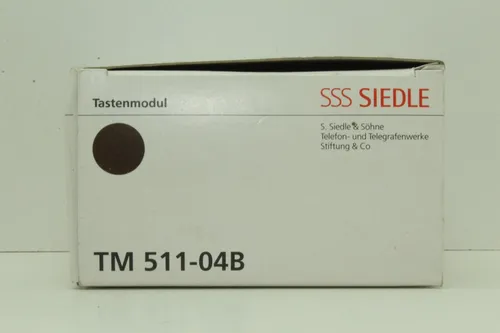 Tastenmodul
SSS SIEDLE
S. Siedle & Söhne
Telefon- und Telegrafenwerke
Stiftung & Co
TM 511-04B